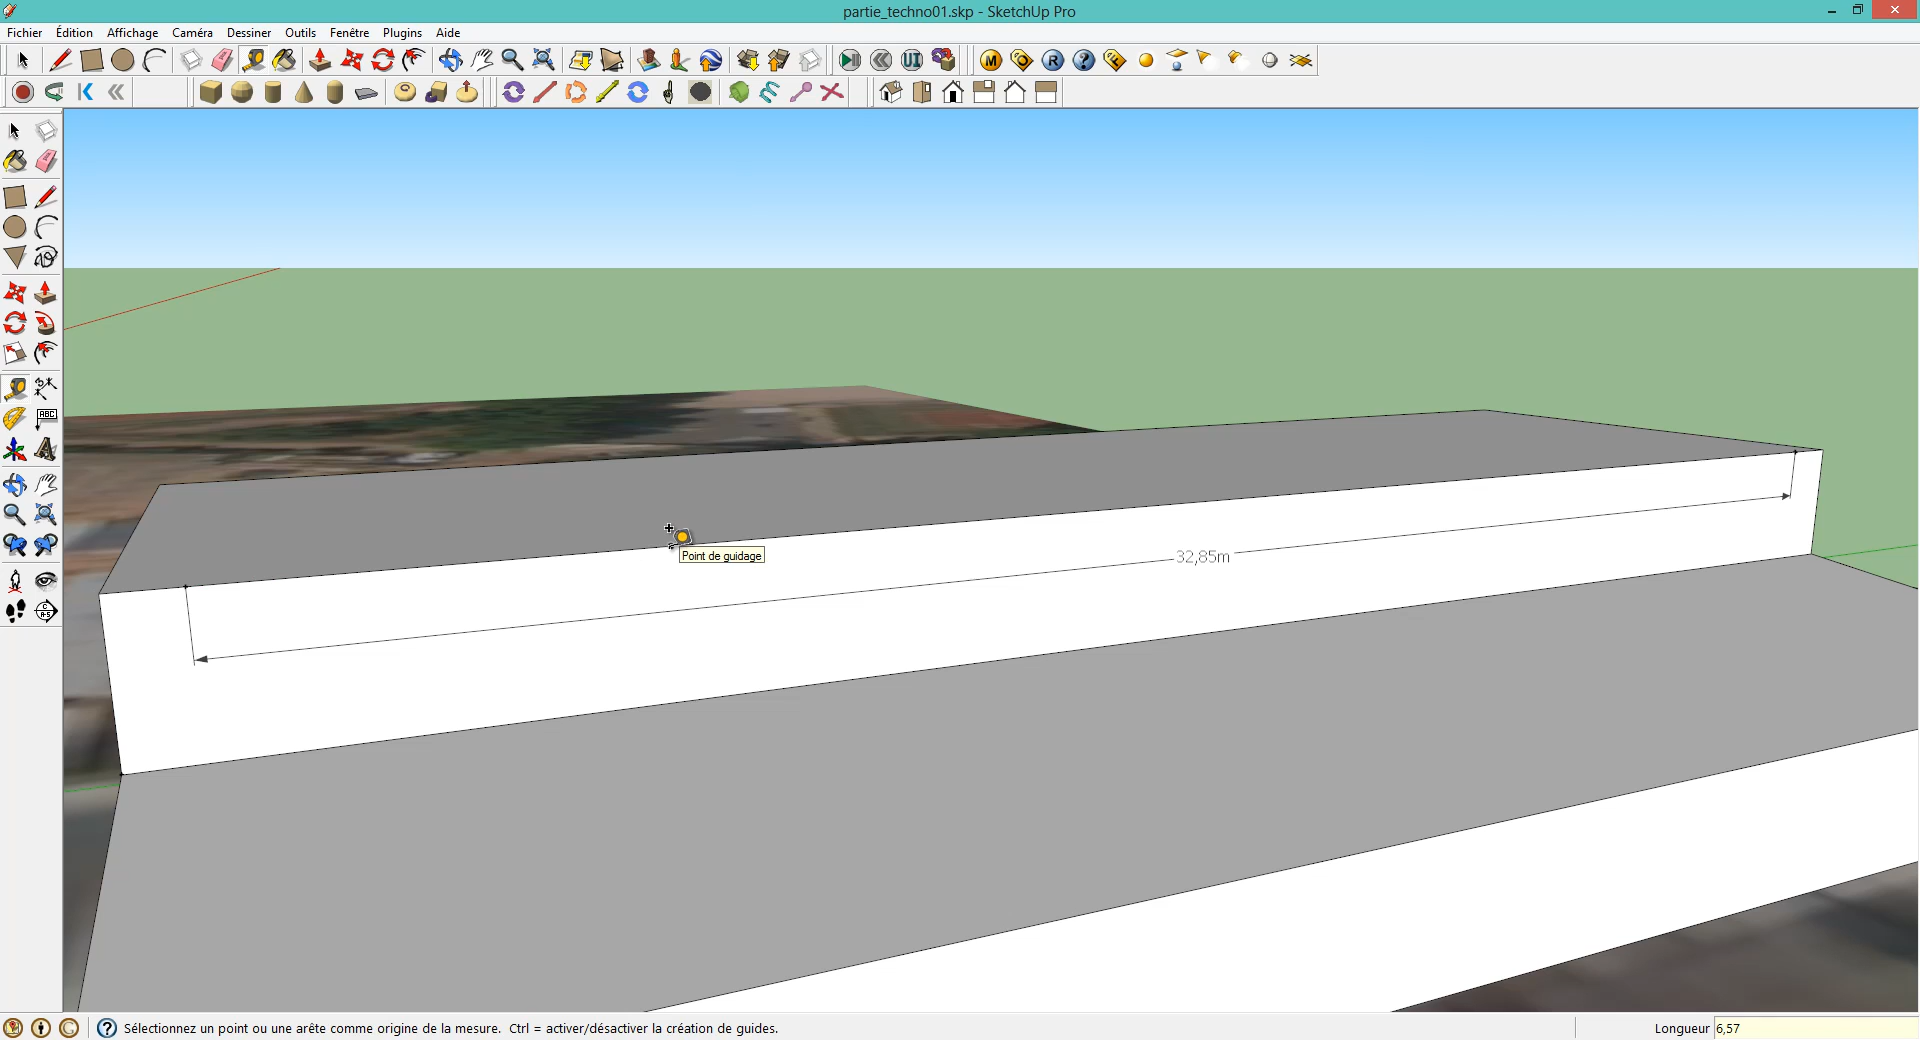 partie_techno01.skp - SketchUp Pro
Fichier Édition Affichage Caméra Dessiner Outils Fenêtre Plugins Aide
UI M R F
ABC
A
32,85m
Point de guidage
Sélectionnez un point ou une arête comme origine de la mesure. Ctrl = activer/désactiver la création de guides.
Longueur 6,57